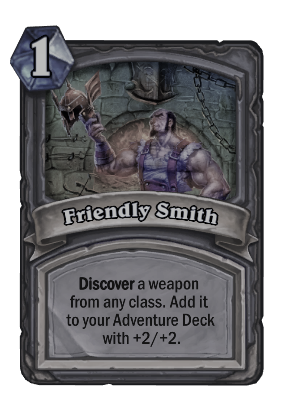 1
Friendly Smith
Discover a weapon
from any class. Add it
to your Adventure Deck
with +2/+2.